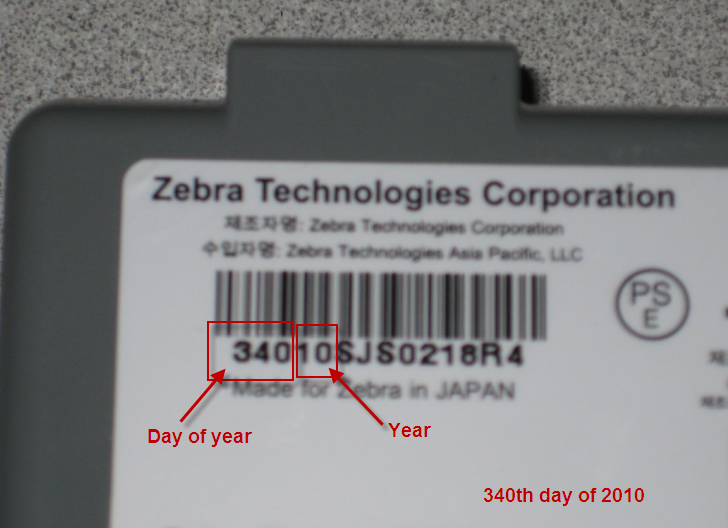 Zebra Technologies Corporation
제조자명: Zebra Technologies Corporation
수입자명: Zebra Technologies Asia Pacific, LLC
PS
E
34010SJS0218R4
Made for Zebra in JAPAN
Day of year
Year
340th day of 2010